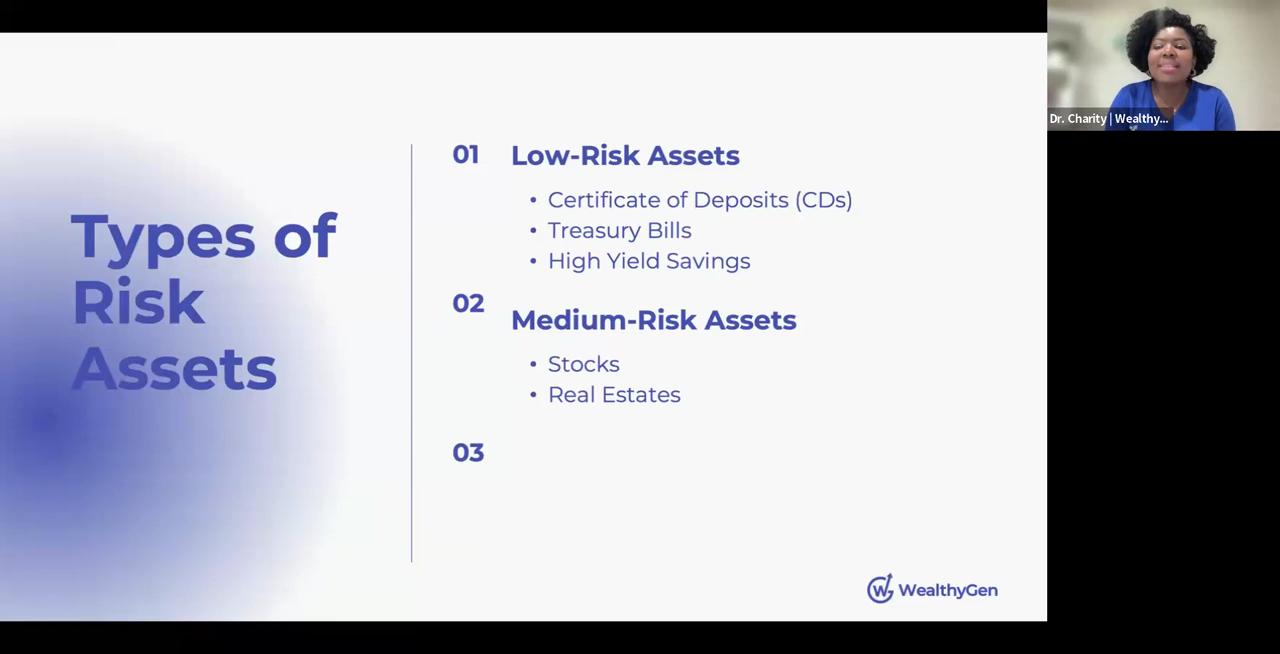 Types of
Risk
Assets
01 Low-Risk Assets
• Certificate of Deposits (CDs)
• Treasury Bills
• High Yield Savings
02 Medium-Risk Assets
• Stocks
• Real Estates
03
WealthyGen
Dr. Charity | Wealthy...